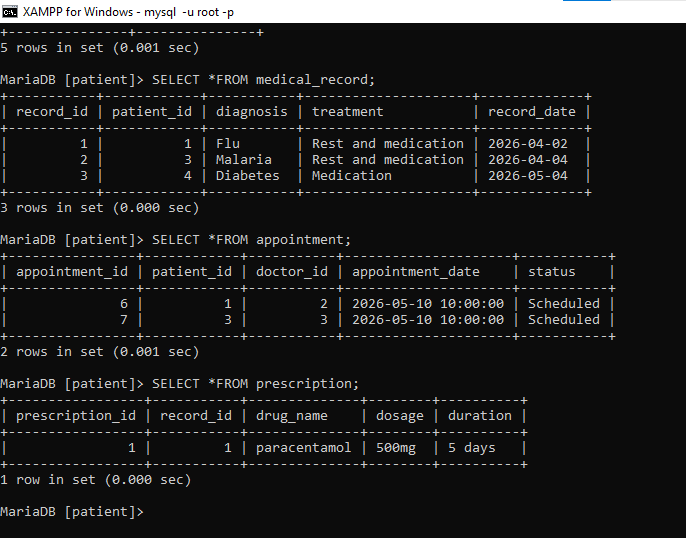 XAMPP for Windows - mysql -u root -p
+---------------+---------------+
5 rows in set (0.001 sec)
MariaDB [patient]> SELECT *FROM medical_record;
+-----------+------------+-----------+---------------------+-------------+
| record_id | patient_id | diagnosis | treatment           | record_date |
+-----------+------------+-----------+---------------------+-------------+
|         1 |          1 | Flu       | Rest and medication | 2026-04-02  |
|         2 |          3 | Malaria   | Rest and medication | 2026-04-04  |
|         3 |          4 | Diabetes  | Medication          | 2026-05-04  |
+-----------+------------+-----------+---------------------+-------------+
3 rows in set (0.000 sec)
MariaDB [patient]> SELECT *FROM appointment;
+----------------+------------+-----------+---------------------+-----------+
| appointment_id | patient_id | doctor_id | appointment_date    | status    |
+----------------+------------+-----------+---------------------+-----------+
|              6 |          1 |         2 | 2026-05-10 10:00:00 | Scheduled |
|              7 |          3 |         3 | 2026-05-10 10:00:00 | Scheduled |
+----------------+------------+-----------+---------------------+-----------+
2 rows in set (0.001 sec)
MariaDB [patient]> SELECT *FROM prescription;
+-----------------+-----------+--------------+--------+----------+
| prescription_id | record_id | drug_name    | dosage | duration |
+-----------------+-----------+--------------+--------+----------+
|               1 |         1 | paracentamol | 500mg  | 5 days   |
+-----------------+-----------+--------------+--------+----------+
1 row in set (0.000 sec)
MariaDB [patient]>